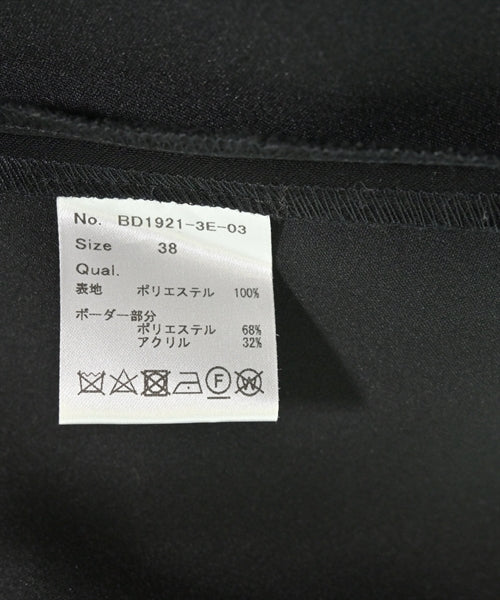 No. BD1921-3E-03
Size 38
Qual.
表地 ポリエステル 100%
ボーダー部分
ポリエステル 68%
アクリル 32%
F W